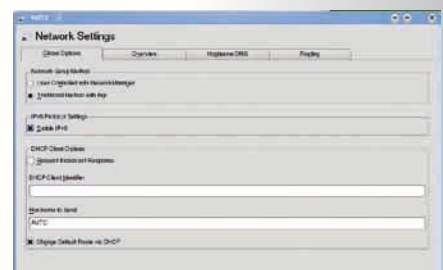 YaST2
Network Settings
Global Options
Overview
Hostname/DNS
Routing
Network Setup Method
User Controlled with NetworkManager
Traditional Method with ifup
IPv6 Protocol Settings
Enable IPv6
DHCP Client Options
Request Broadcast Response
DHCP Client Identifier
Hostname to Send
AUTO
Change Default Route via DHCP